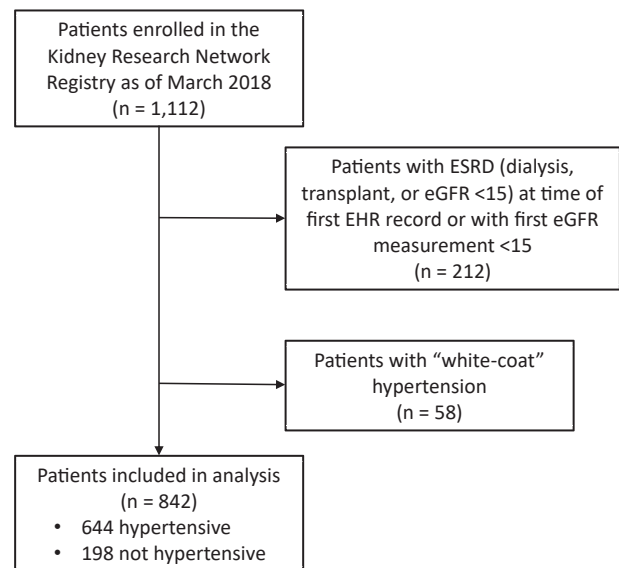 Patients enrolled in the
Kidney Research Network
Registry as of March 2018
(n = 1,112)
Patients with ESRD (dialysis,
transplant, or eGFR <15) at time of
first EHR record or with first eGFR
measurement <15
(n = 212)
Patients with “white-coat”
hypertension
(n = 58)
Patients included in analysis
(n = 842)
• 644 hypertensive
• 198 not hypertensive